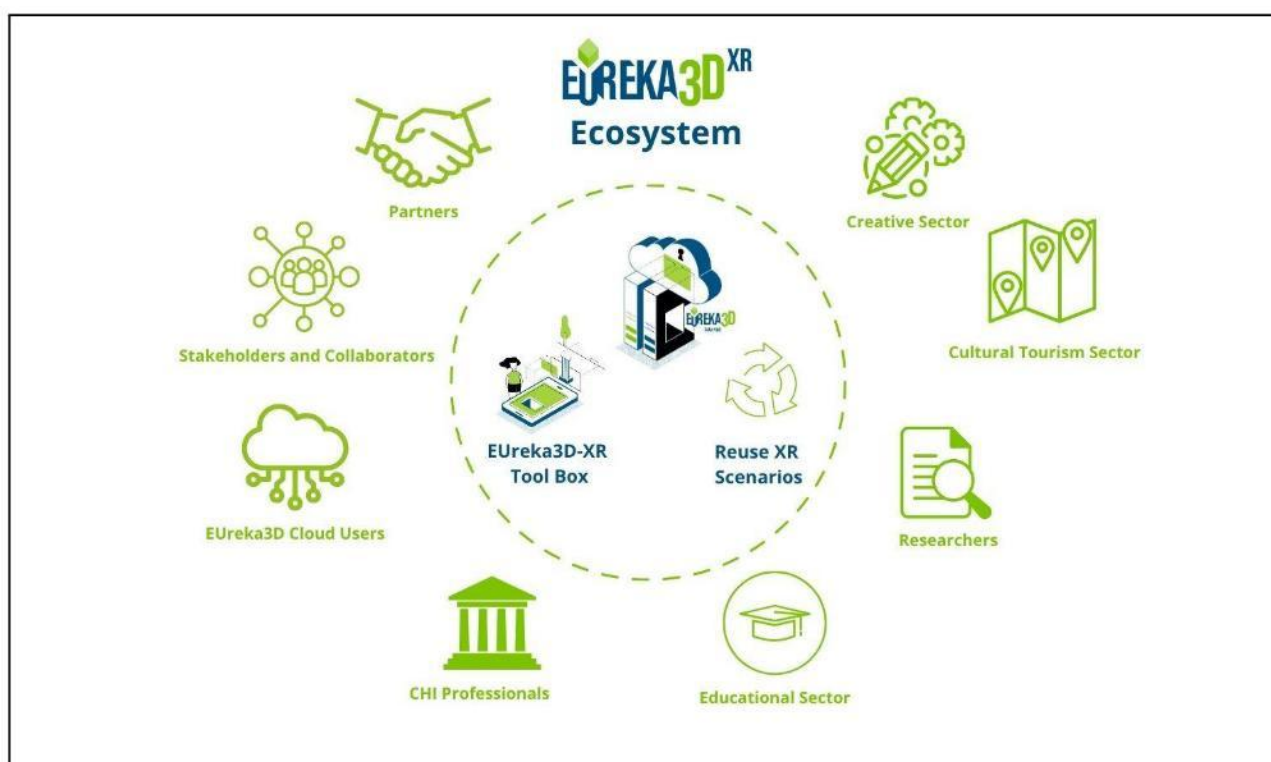 EUREKA3D XR
Ecosystem
Partners
Creative Sector
Stakeholders and Collaborators
Cultural Tourism Sector
EUREKA3D
EUreka3D-XR
Tool Box
Reuse XR
Scenarios
EUreka3D Cloud Users
Researchers
CHI Professionals
Educational Sector